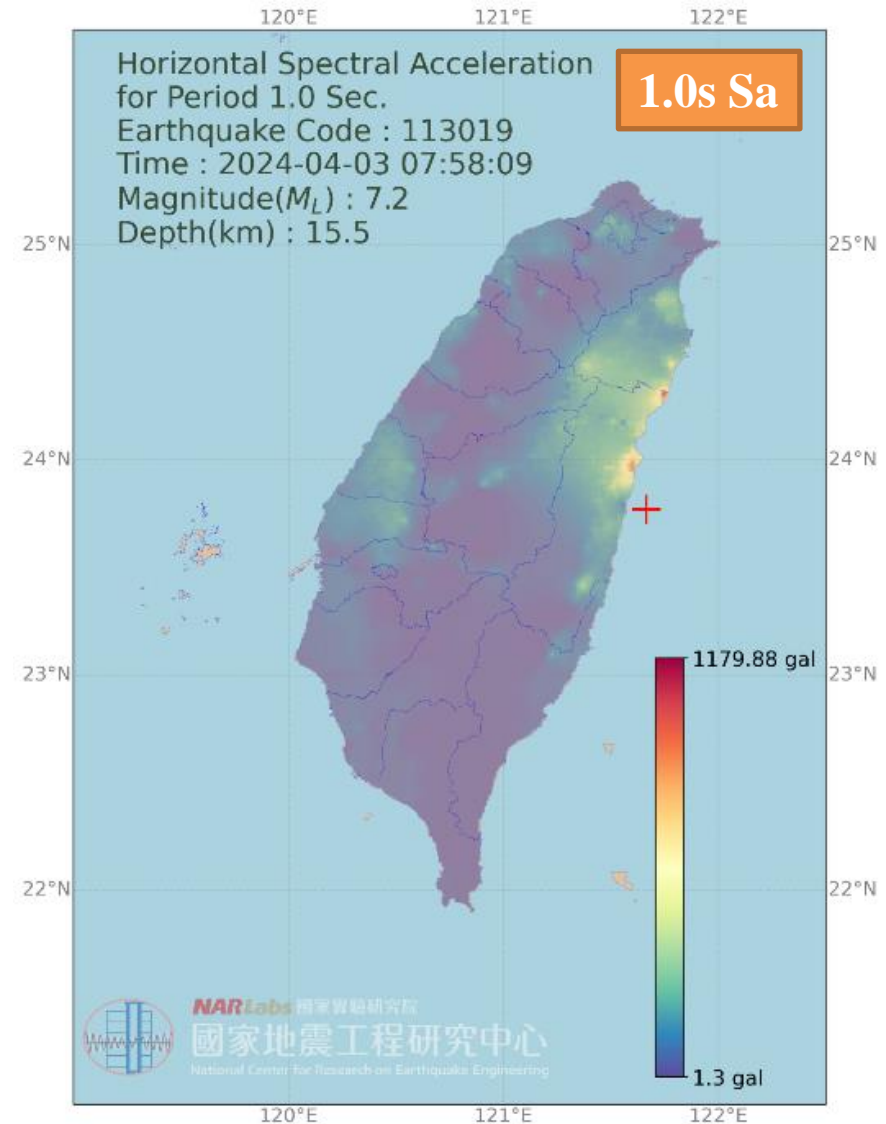 120°E 121°E 122°E
Horizontal Spectral Acceleration
for Period 1.0 Sec.
Earthquake Code : 113019
Time : 2024-04-03 07:58:09
Magnitude(M_L) : 7.2
Depth(km) : 15.5
1.0s Sa
25°N 25°N
24°N 24°N
23°N 23°N
22°N 22°N
1179.88 gal
1.3 gal
NARLabs 國家實驗研究院
國家地震工程研究中心
National Center for Research on Earthquake Engineering
120°E 121°E 122°E